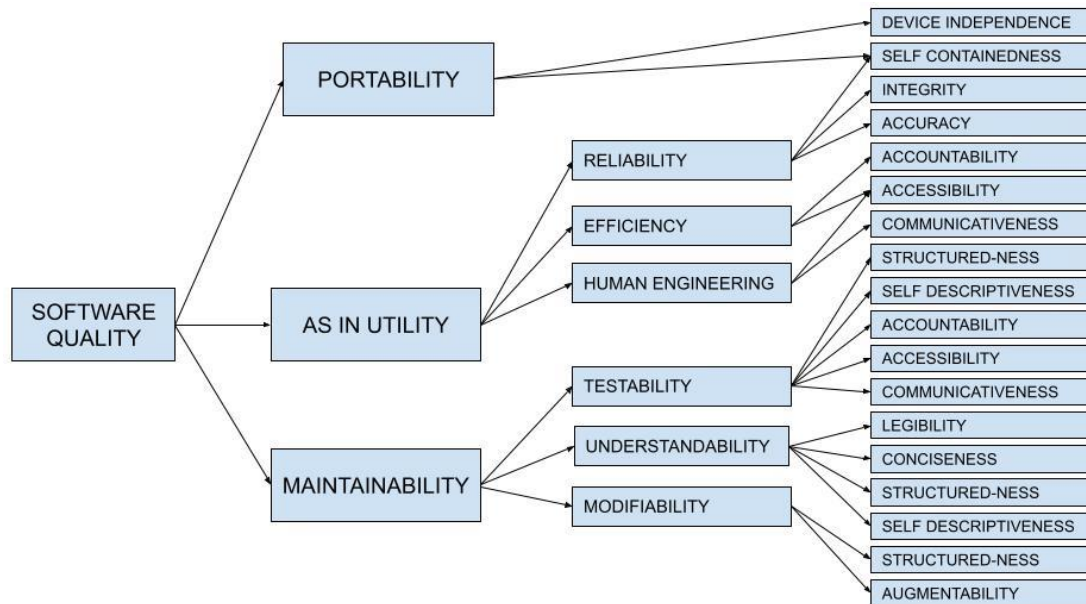 SOFTWARE
QUALITY
PORTABILITY
AS IN UTILITY
MAINTAINABILITY
RELIABILITY
EFFICIENCY
HUMAN ENGINEERING
TESTABILITY
UNDERSTANDABILITY
MODIFIABILITY
DEVICE INDEPENDENCE
SELF CONTAINEDNESS
INTEGRITY
ACCURACY
ACCOUNTABILITY
ACCESSIBILITY
COMMUNICATIVENESS
STRUCTURED-NESS
SELF DESCRIPTIVENESS
ACCOUNTABILITY
ACCESSIBILITY
COMMUNICATIVENESS
LEGIBILITY
CONCISENESS
STRUCTURED-NESS
SELF DESCRIPTIVENESS
STRUCTURED-NESS
AUGMENTABILITY